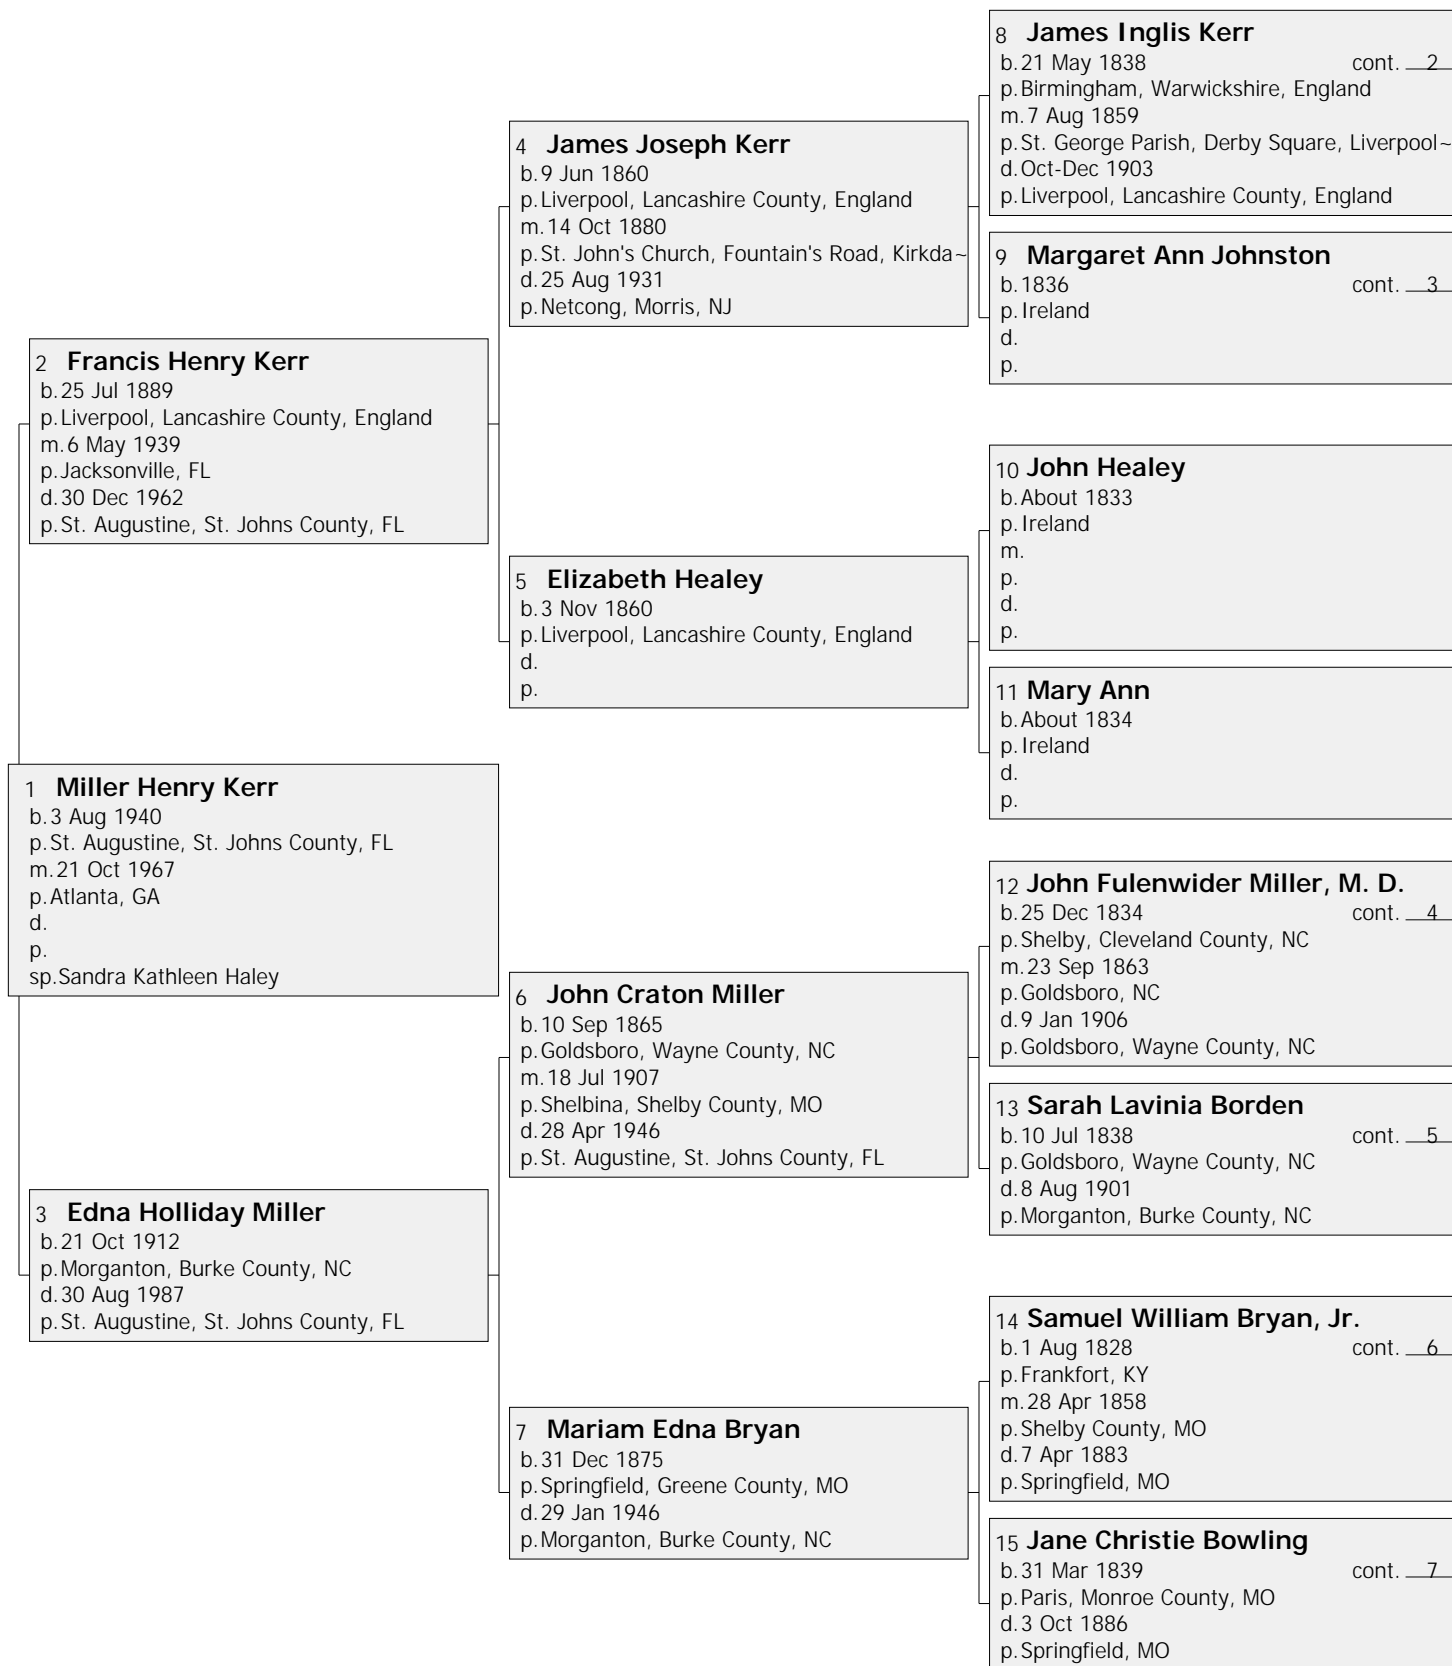 8 James Inglis Kerr
b. 21 May 1838 cont. 2
p. Birmingham, Warwickshire, England
m. 7 Aug 1859
p. St. George Parish, Derby Square, Liverpool~
d. Oct-Dec 1903
p. Liverpool, Lancashire County, England
4 James Joseph Kerr
b. 9 Jun 1860
p. Liverpool, Lancashire County, England
m. 14 Oct 1880
p. St. John's Church, Fountain's Road, Kirkda~
d. 25 Aug 1931
p. Netcong, Morris, NJ
9 Margaret Ann Johnston
b. 1836 cont. 3
p. Ireland
d.
p.
2 Francis Henry Kerr
b. 25 Jul 1889
p. Liverpool, Lancashire County, England
m. 6 May 1939
p. Jacksonville, FL
d. 30 Dec 1962
p. St. Augustine, St. Johns County, FL
10 John Healey
b. About 1833
p. Ireland
m.
p.
d.
p.
5 Elizabeth Healey
b. 3 Nov 1860
p. Liverpool, Lancashire County, England
d.
p.
11 Mary Ann
b. About 1834
p. Ireland
d.
p.
1 Miller Henry Kerr
b. 3 Aug 1940
p. St. Augustine, St. Johns County, FL
m. 21 Oct 1967
p. Atlanta, GA
d.
p.
sp. Sandra Kathleen Haley
12 John Fulenwider Miller, M. D.
b. 25 Dec 1834 cont. 4
p. Shelby, Cleveland County, NC
m. 23 Sep 1863
p. Goldsboro, NC
d. 9 Jan 1906
p. Goldsboro, Wayne County, NC
6 John Craton Miller
b. 10 Sep 1865
p. Goldsboro, Wayne County, NC
m. 18 Jul 1907
p. Shelbina, Shelby County, MO
d. 28 Apr 1946
p. St. Augustine, St. Johns County, FL
13 Sarah Lavinia Borden
b. 10 Jul 1838 cont. 5
p. Goldsboro, Wayne County, NC
d. 8 Aug 1901
p. Morganton, Burke County, NC
3 Edna Holliday Miller
b. 21 Oct 1912
p. Morganton, Burke County, NC
d. 30 Aug 1987
p. St. Augustine, St. Johns County, FL
14 Samuel William Bryan, Jr.
b. 1 Aug 1828 cont. 6
p. Frankfort, KY
m. 28 Apr 1858
p. Shelby County, MO
d. 7 Apr 1883
p. Springfield, MO
7 Mariam Edna Bryan
b. 31 Dec 1875
p. Springfield, Greene County, MO
d. 29 Jan 1946
p. Morganton, Burke County, NC
15 Jane Christie Bowling
b. 31 Mar 1839 cont. 7
p. Paris, Monroe County, MO
d. 3 Oct 1886
p. Springfield, MO